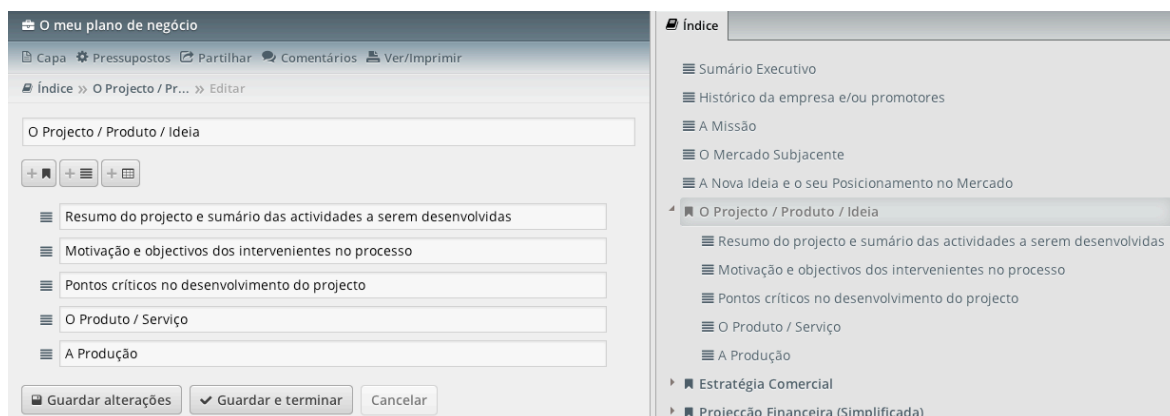 O meu plano de negócio
Capa Pressupostos Partilhar Comentários Ver/Imprimir
Índice » O Projecto / Pr... » Editar
O Projecto / Produto / Ideia
Resumo do projecto e sumário das actividades a serem desenvolvidas
Motivação e objectivos dos intervenientes no processo
Pontos críticos no desenvolvimento do projecto
O Produto / Serviço
A Produção
Guardar alterações Guardar e terminar Cancelar
Índice
Sumário Executivo
Histórico da empresa e/ou promotores
A Missão
O Mercado Subjacente
A Nova Ideia e o seu Posicionamento no Mercado
O Projecto / Produto / Ideia
Resumo do projecto e sumário das actividades a serem desenvolvidas
Motivação e objectivos dos intervenientes no processo
Pontos críticos no desenvolvimento do projecto
O Produto / Serviço
A Produção
Estratégia Comercial
Projecção Financeira (Simplificada)